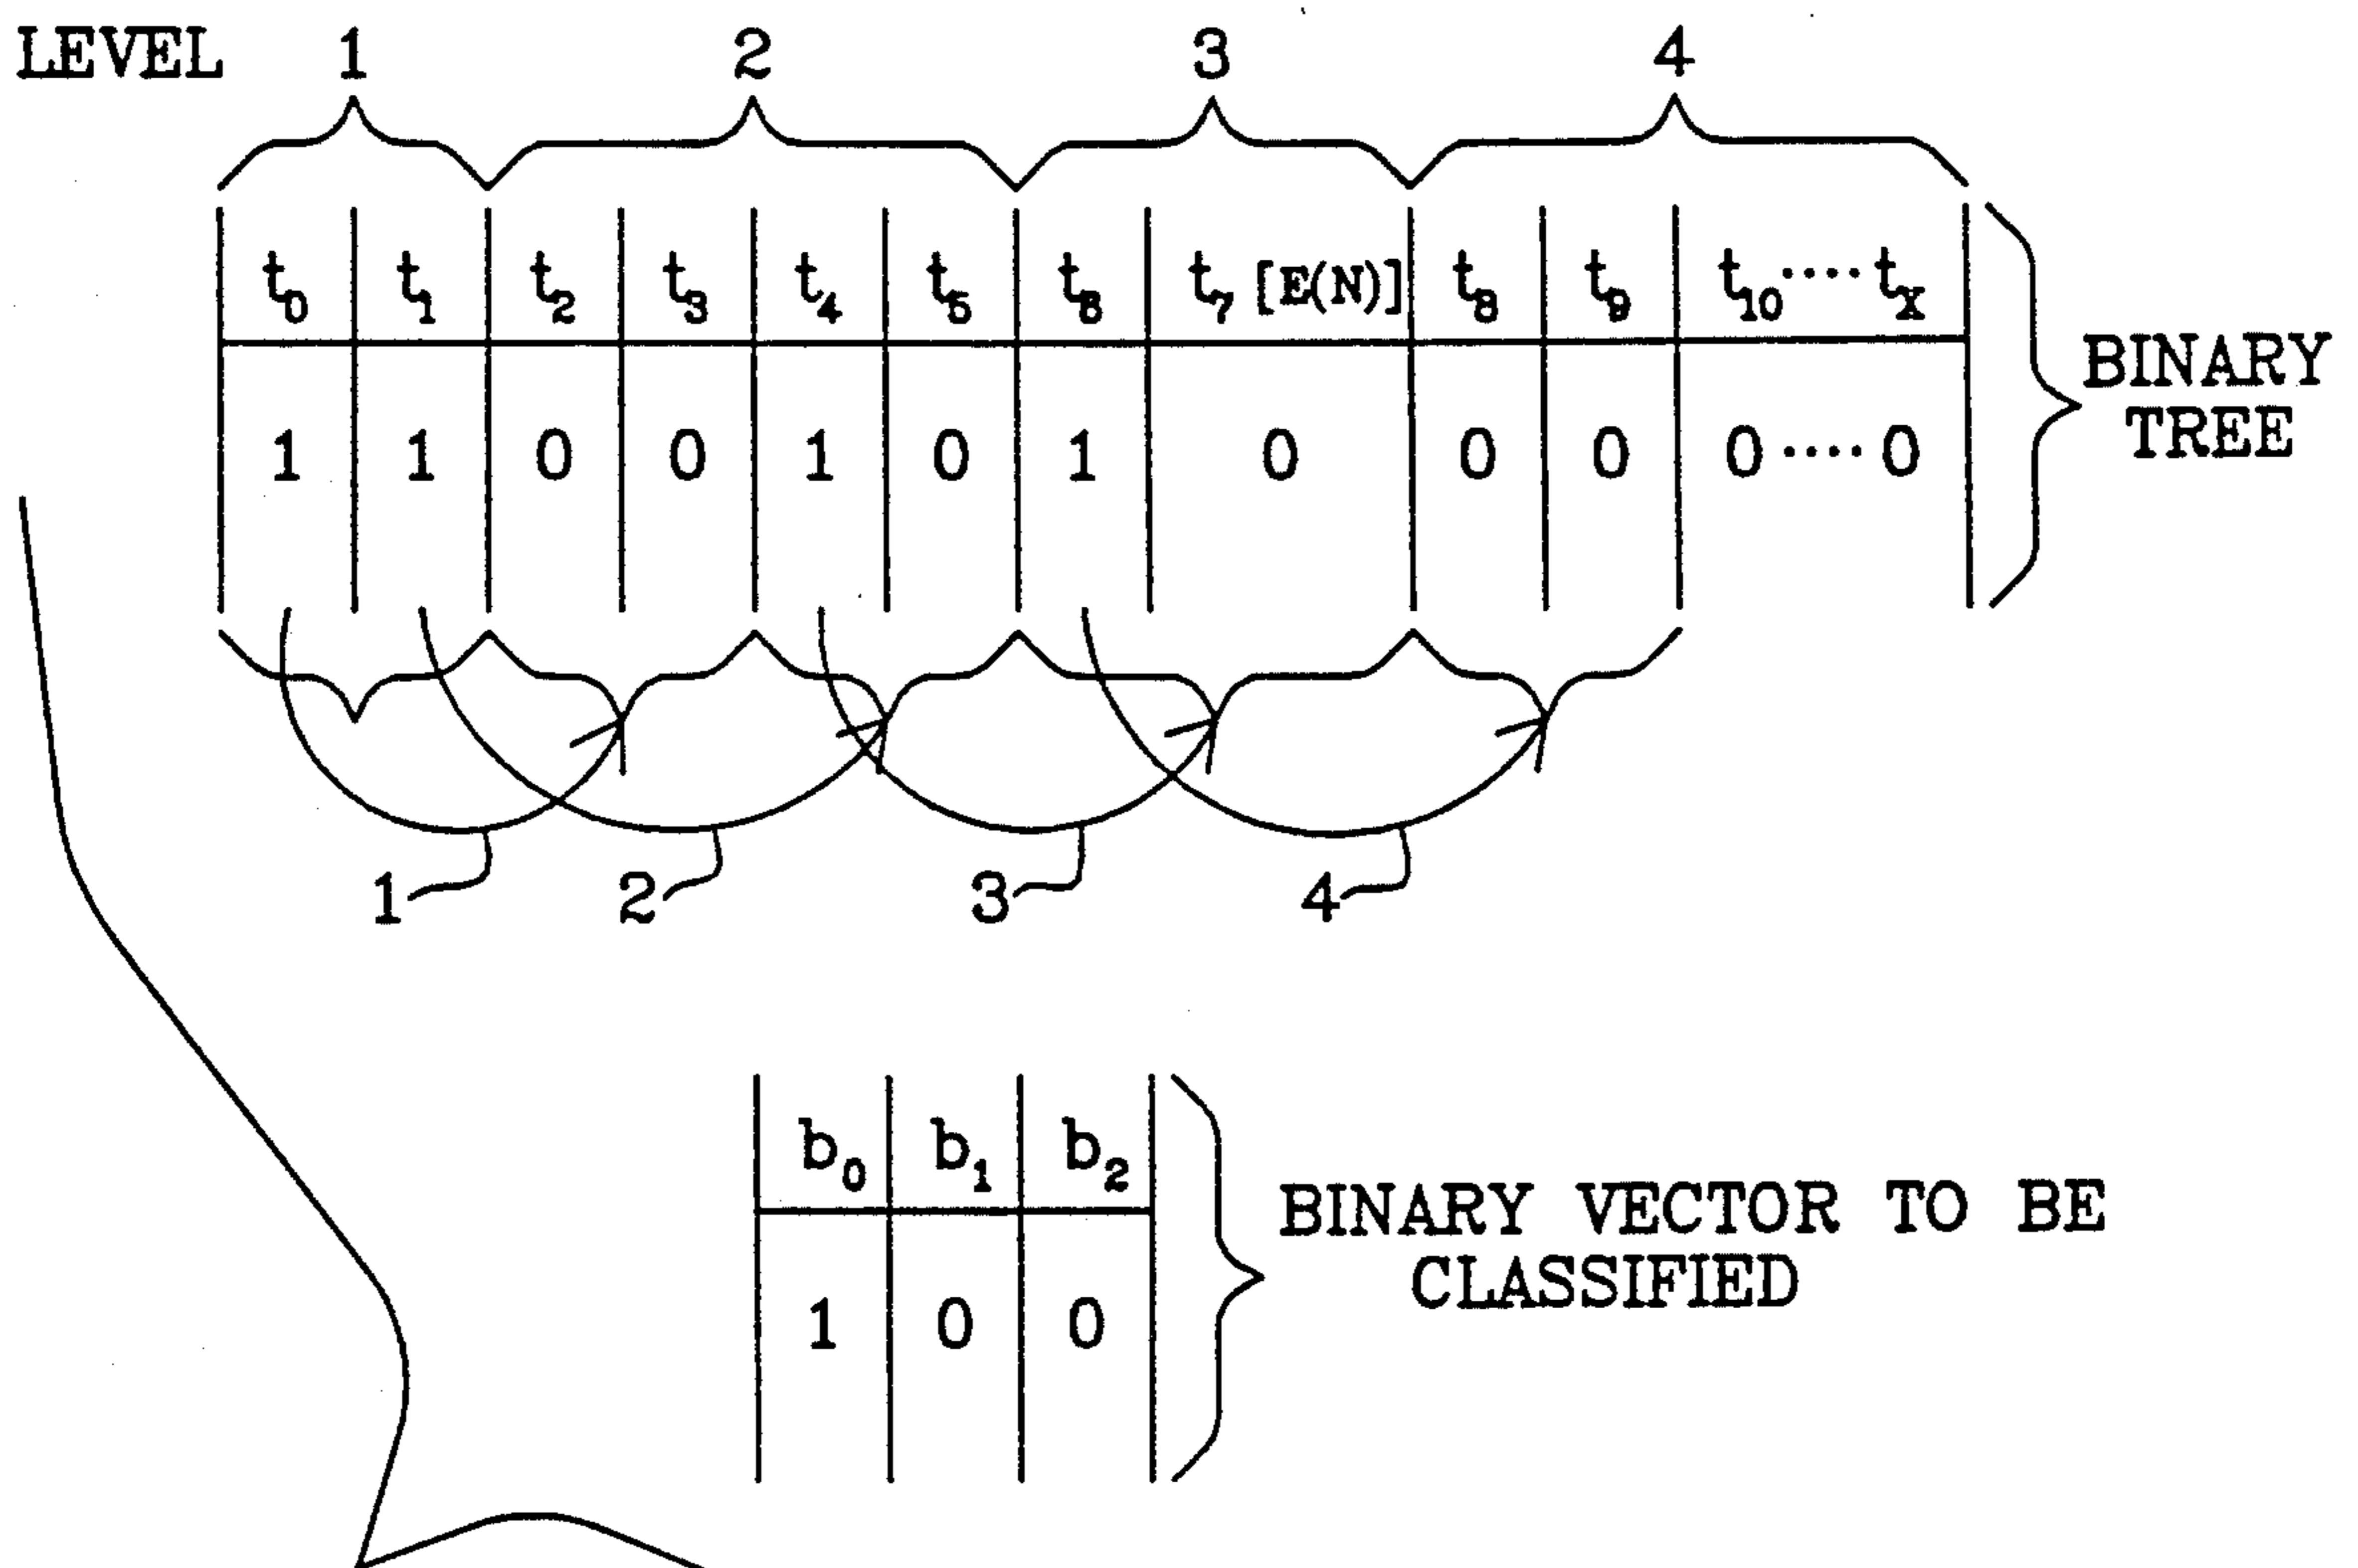 LEVEL 1 2 3 4
t0 t1 t2 t3 t4 t5 t6 t7 [E(N)] t8 t9 t10 ···· tX
1 1 0 0 1 0 1 0 0 0 0 ···· 0
BINARY
TREE
1 2 3 4
b0 b1 b2
1 0 0
BINARY VECTOR TO BE
CLASSIFIED